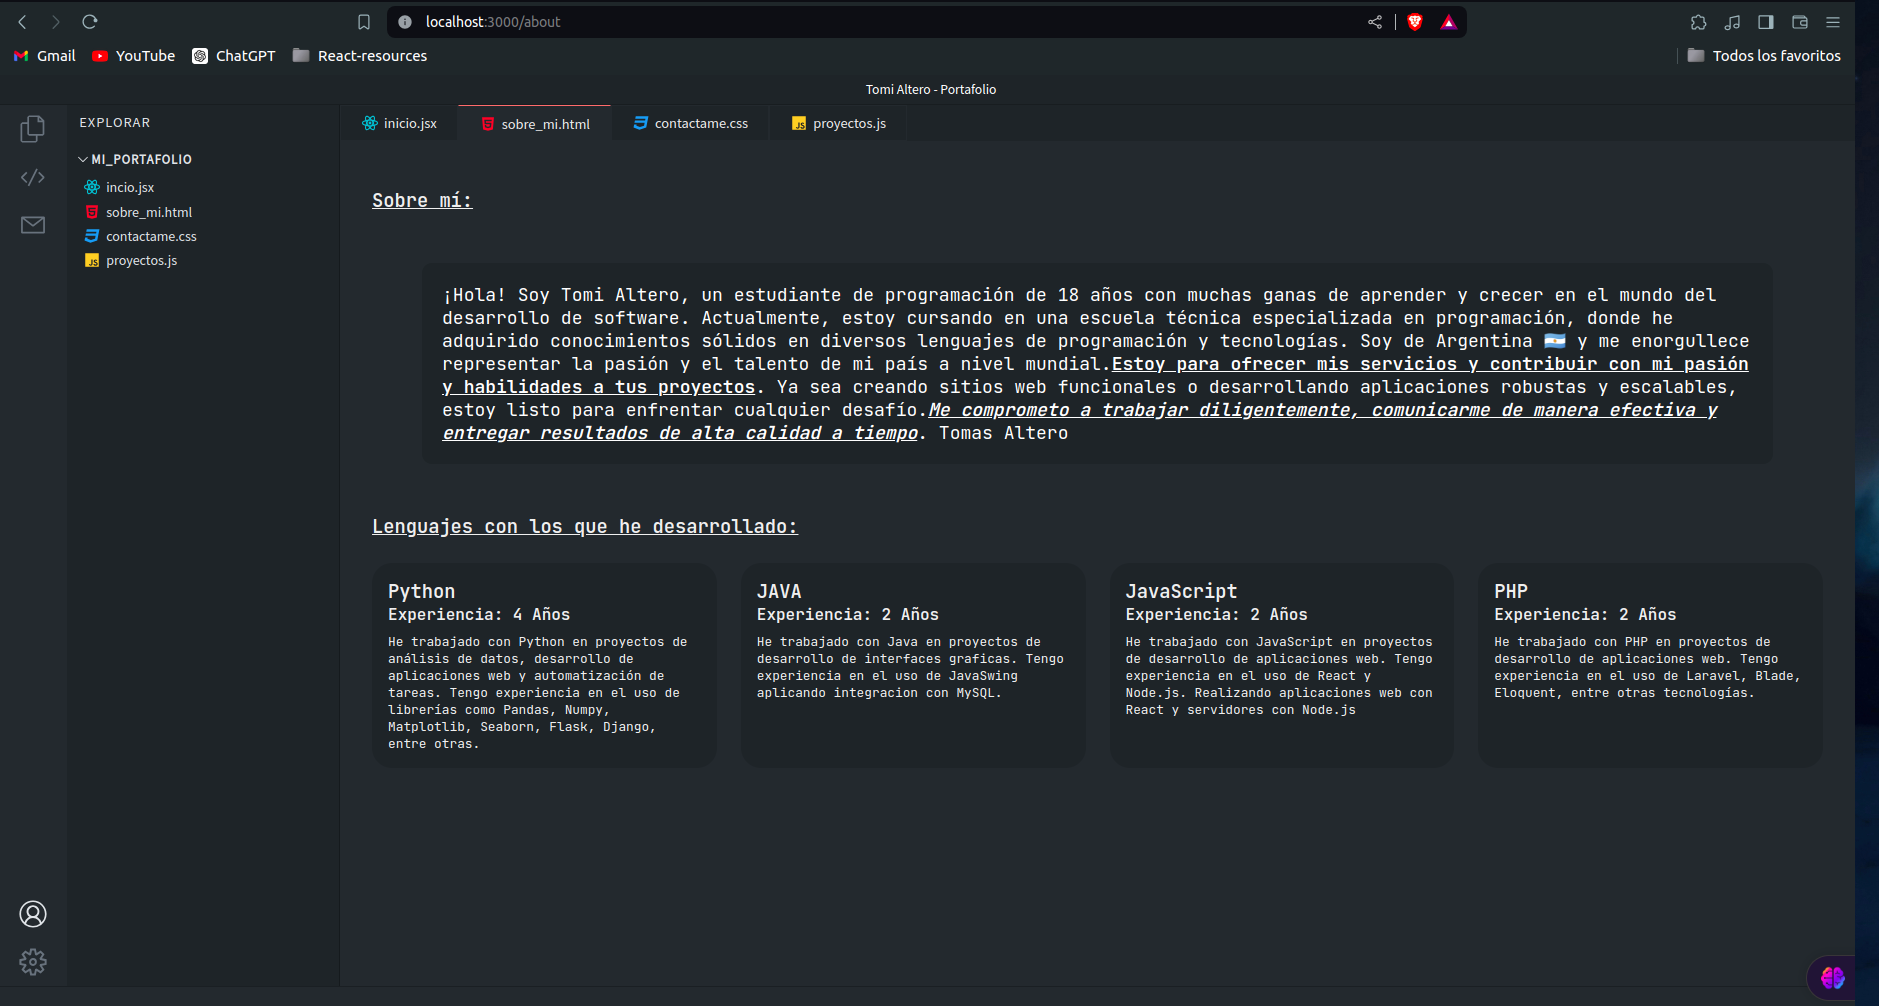 localhost:3000/about
Gmail YouTube ChatGPT React-resources Todos los favoritos
Tomi Altero - Portafolio
EXPLORAR
MI_PORTAFOLIO
incio.jsx
sobre_mi.html
contactame.css
JS proyectos.js
inicio.jsx sobre_mi.html contactame.css JS proyectos.js
Sobre mí:
¡Hola! Soy Tomi Altero, un estudiante de programación de 18 años con muchas ganas de aprender y crecer en el mundo del
desarrollo de software. Actualmente, estoy cursando en una escuela técnica especializada en programación, donde he
adquirido conocimientos sólidos en diversos lenguajes de programación y tecnologías. Soy de Argentina 🇦🇷 y me enorgullece
representar la pasión y el talento de mi país a nivel mundial.Estoy para ofrecer mis servicios y contribuir con mi pasión
y habilidades a tus proyectos. Ya sea creando sitios web funcionales o desarrollando aplicaciones robustas y escalables,
estoy listo para enfrentar cualquier desafío.Me comprometo a trabajar diligentemente, comunicarme de manera efectiva y
entregar resultados de alta calidad a tiempo. Tomas Altero
Lenguajes con los que he desarrollado:
Python
Experiencia: 4 Años
He trabajado con Python en proyectos de
análisis de datos, desarrollo de
aplicaciones web y automatización de
tareas. Tengo experiencia en el uso de
librerías como Pandas, Numpy,
Matplotlib, Seaborn, Flask, Django,
entre otras.
JAVA
Experiencia: 2 Años
He trabajado con Java en proyectos de
desarrollo de interfaces graficas. Tengo
experiencia en el uso de JavaSwing
aplicando integracion con MySQL.
JavaScript
Experiencia: 2 Años
He trabajado con JavaScript en proyectos
de desarrollo de aplicaciones web. Tengo
experiencia en el uso de React y
Node.js. Realizando aplicaciones web con
React y servidores con Node.js
PHP
Experiencia: 2 Años
He trabajado con PHP en proyectos de
desarrollo de aplicaciones web. Tengo
experiencia en el uso de Laravel, Blade,
Eloquent, entre otras tecnologías.